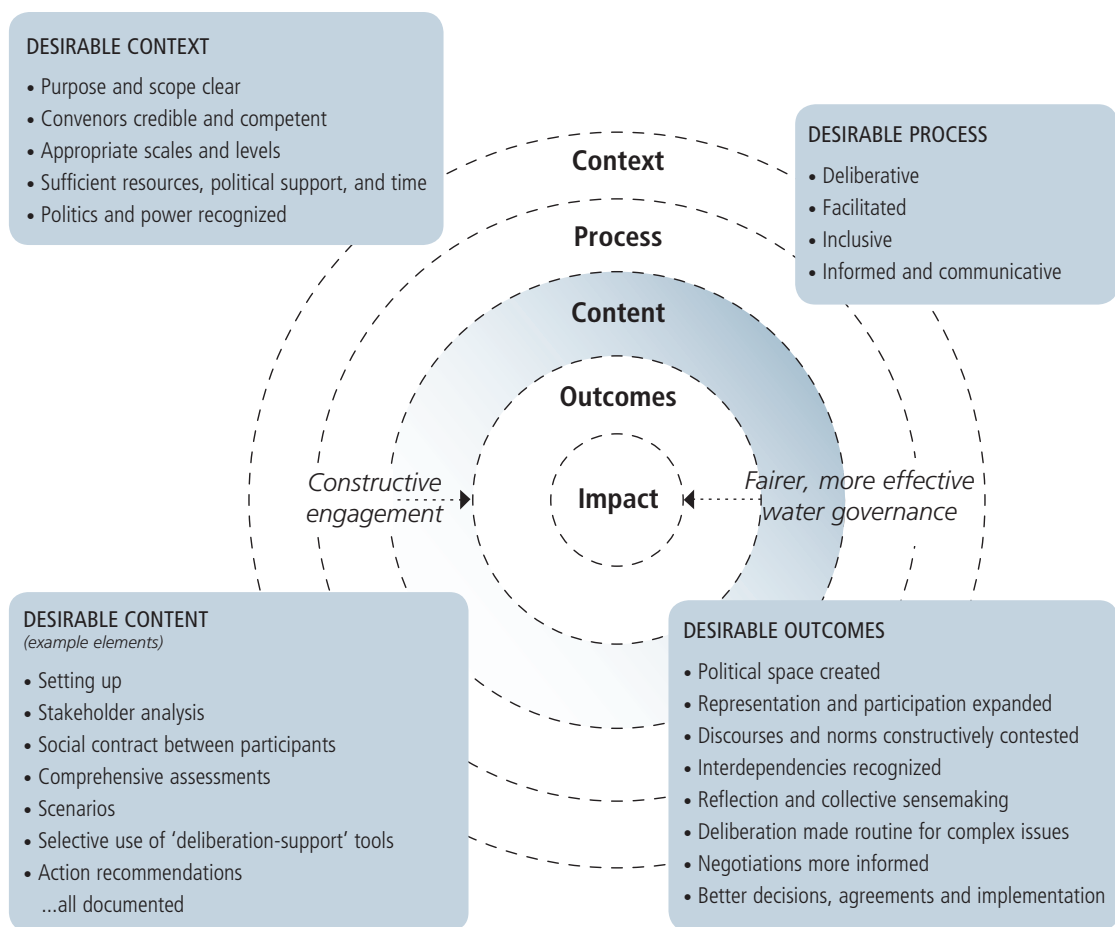 DESIRABLE CONTEXT
• Purpose and scope clear
• Convenors credible and competent
• Appropriate scales and levels
• Sufficient resources, political support, and time
• Politics and power recognized
DESIRABLE PROCESS
• Deliberative
• Facilitated
• Inclusive
• Informed and communicative
Context
Process
Content
Outcomes
Impact
Constructive
engagement
Fairer, more effective
water governance
DESIRABLE CONTENT
(example elements)
• Setting up
• Stakeholder analysis
• Social contract between participants
• Comprehensive assessments
• Scenarios
• Selective use of ‘deliberation-support’ tools
• Action recommendations
...all documented
DESIRABLE OUTCOMES
• Political space created
• Representation and participation expanded
• Discourses and norms constructively contested
• Interdependencies recognized
• Reflection and collective sensemaking
• Deliberation made routine for complex issues
• Negotiations more informed
• Better decisions, agreements and implementation